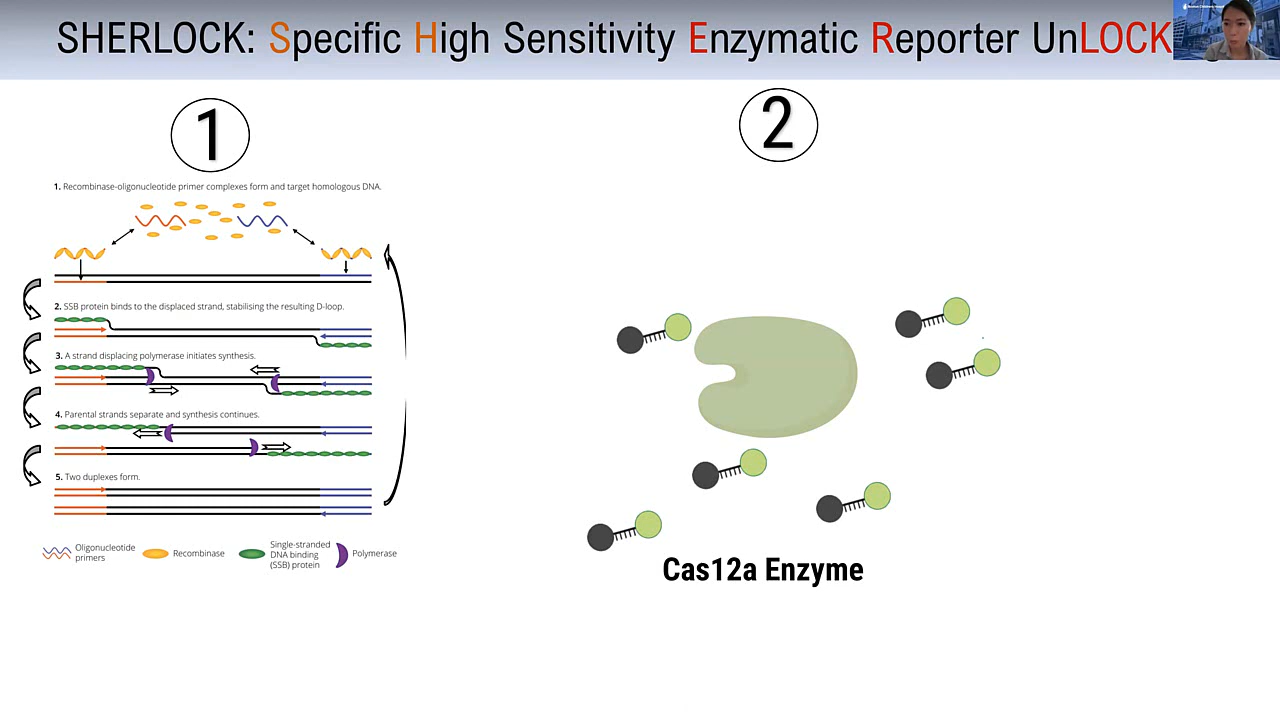 SHERLOCK: Specific High Sensitivity Enzymatic Reporter UnLOCK
1
2
1. Recombinase-oligonucleotide primer complexes form and target homologous DNA.
2. SSB protein binds to the displaced strand, stabilising the resulting D-loop.
3. A strand displacing polymerase initiates synthesis.
4. Parental strands separate and synthesis continues.
5. Two duplexes form.
Oligonucleotide
primers
Recombinase
Single-stranded
DNA binding
(SSB) protein
Polymerase
Cas12a Enzyme